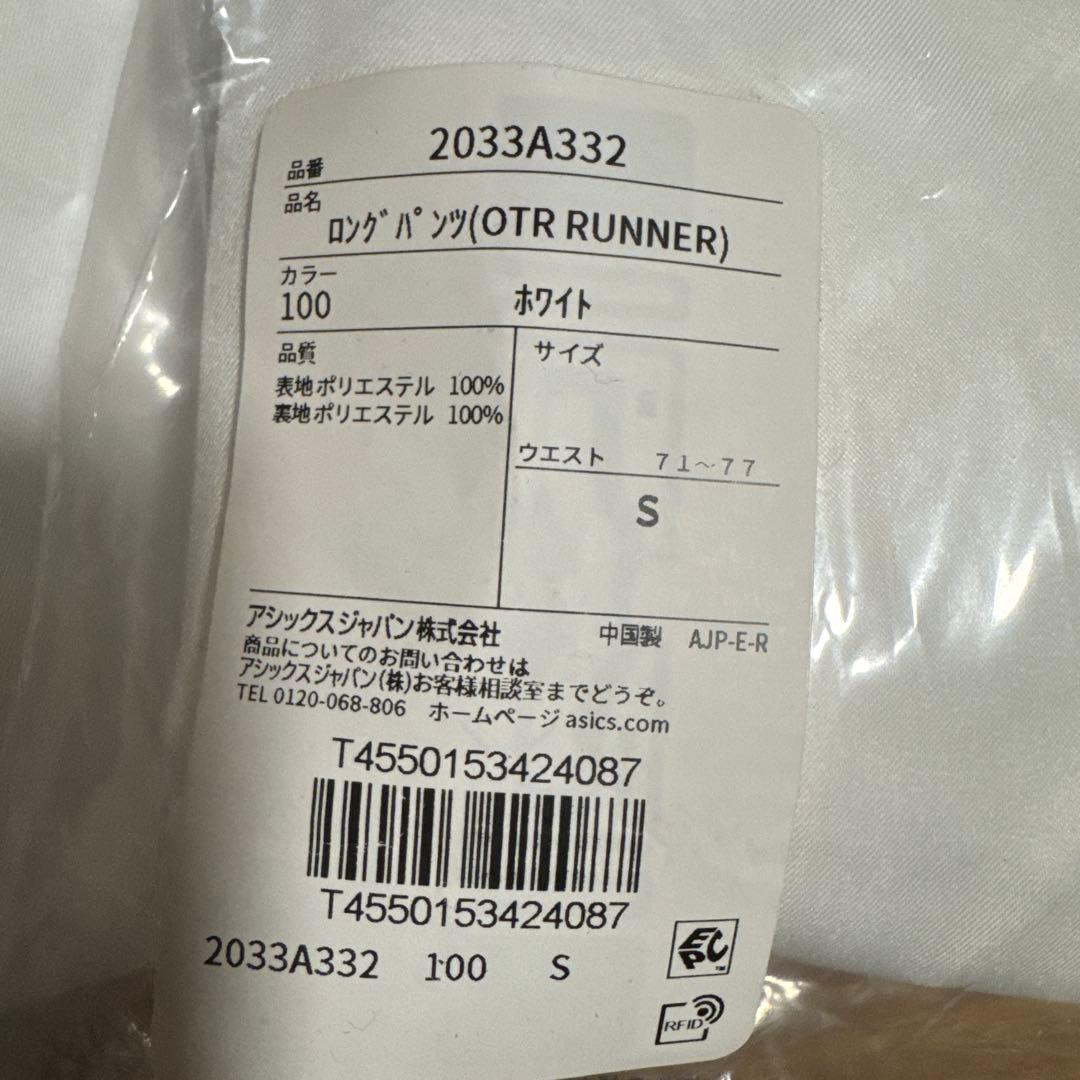 品番 2033A332
品名 ﾛﾝｸﾞﾊﾟﾝﾂ(OTR RUNNER)
カラー
100 ホワイト
品質
表地ポリエステル 100%
裏地ポリエステル 100%
サイズ
ウエスト 71～77
S
アシックスジャパン株式会社 中国製 AJP-E-R
商品についてのお問い合わせは
アシックスジャパン(株)お客様相談室までどうぞ。
TEL 0120-068-806 ホームページ asics.com
T4550153424087
T4550153424087
2033A332 100 S
EPC™
RFID